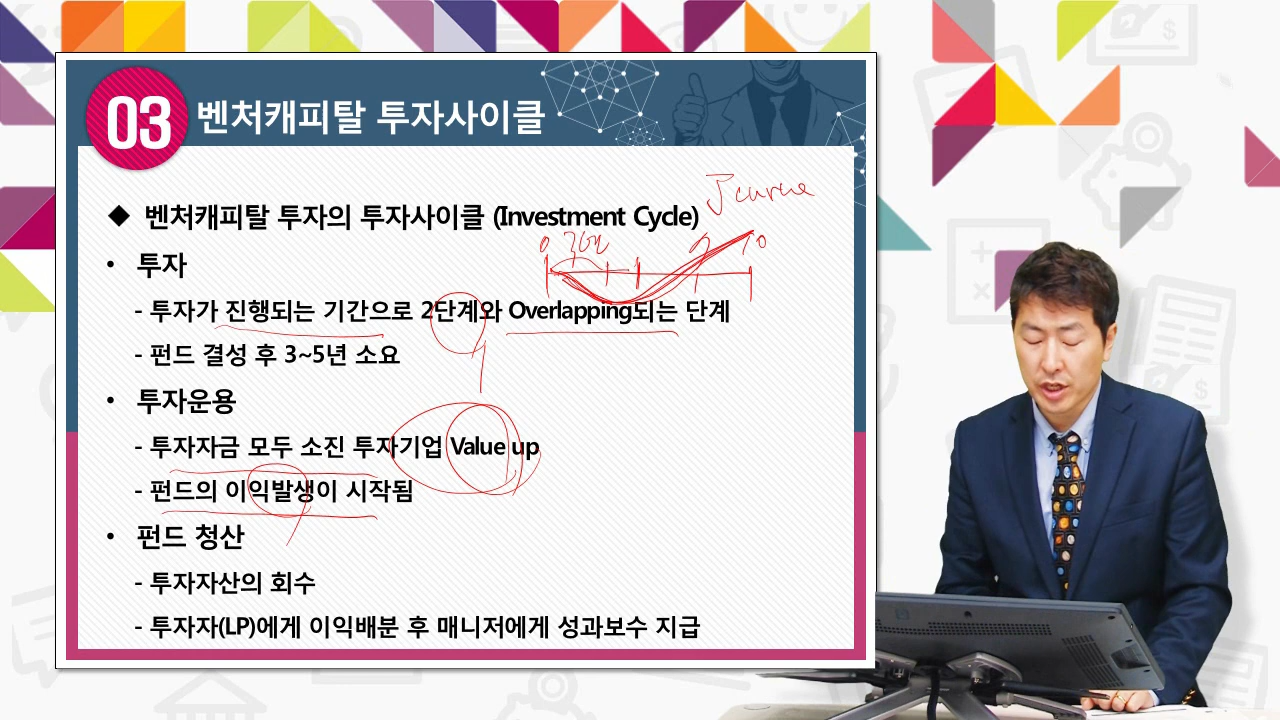 03 벤처캐피탈 투자사이클
J curve
◆ 벤처캐피탈 투자의 투자사이클 (Investment Cycle)
0 10
• 투자
- 투자가 진행되는 기간으로 2단계와 Overlapping되는 단계
- 펀드 결성 후 3~5년 소요
• 투자운용
- 투자자금 모두 소진 투자기업 Value up
- 펀드의 이익발생이 시작됨
• 펀드 청산
- 투자자산의 회수
- 투자자(LP)에게 이익배분 후 매니저에게 성과보수 지급